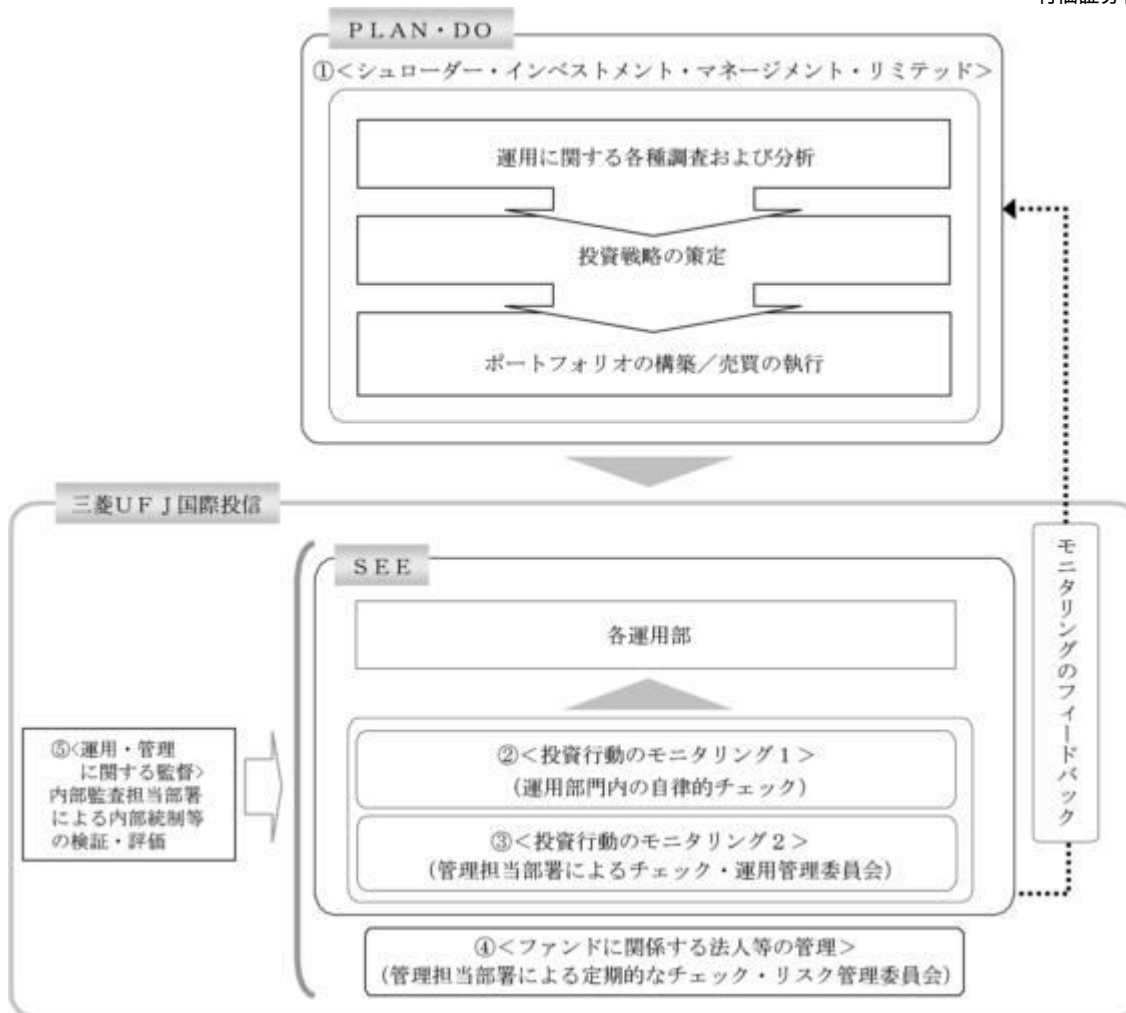 PLAN・DO
①<シュローダー・インベストメント・マネージメント・リミテッド>
運用に関する各種調査および分析
投資戦略の策定
ポートフォリオの構築／売買の執行
三菱UFJ国際投信
SEE
各運用部
②<投資行動のモニタリング１>
(運用部門内の自律的チェック)
③<投資行動のモニタリング２>
(管理担当部署によるチェック・運用管理委員会)
④<ファンドに関係する法人等の管理>
(管理担当部署による定期的なチェック・リスク管理委員会)
⑤<運用・管理
に関する監督>
内部監査担当部署
による内部統制等
の検証・評価
モニタリングのフィードバック